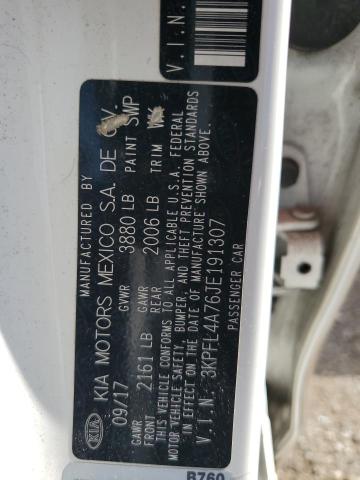 V.I.N.
MANUFACTURED BY
KIA KIA MOTORS MEXICO S.A. DE C.V.
09/17 GVWR 3880 LB PAINT SWP
GAWR FRONT 2161 LB GAWR REAR 2006 LB TRIM
THIS VEHICLE CONFORMS TO ALL APPLICABLE U.S.A. FEDERAL
MOTOR VEHICLE SAFETY, BUMPER, AND THEFT PREVENTION STANDARDS
IN EFFECT ON THE DATE OF MANUFACTURE SHOWN ABOVE.
V.I.N. : 3KPFL4A76JE191307
PASSENGER CAR
B760